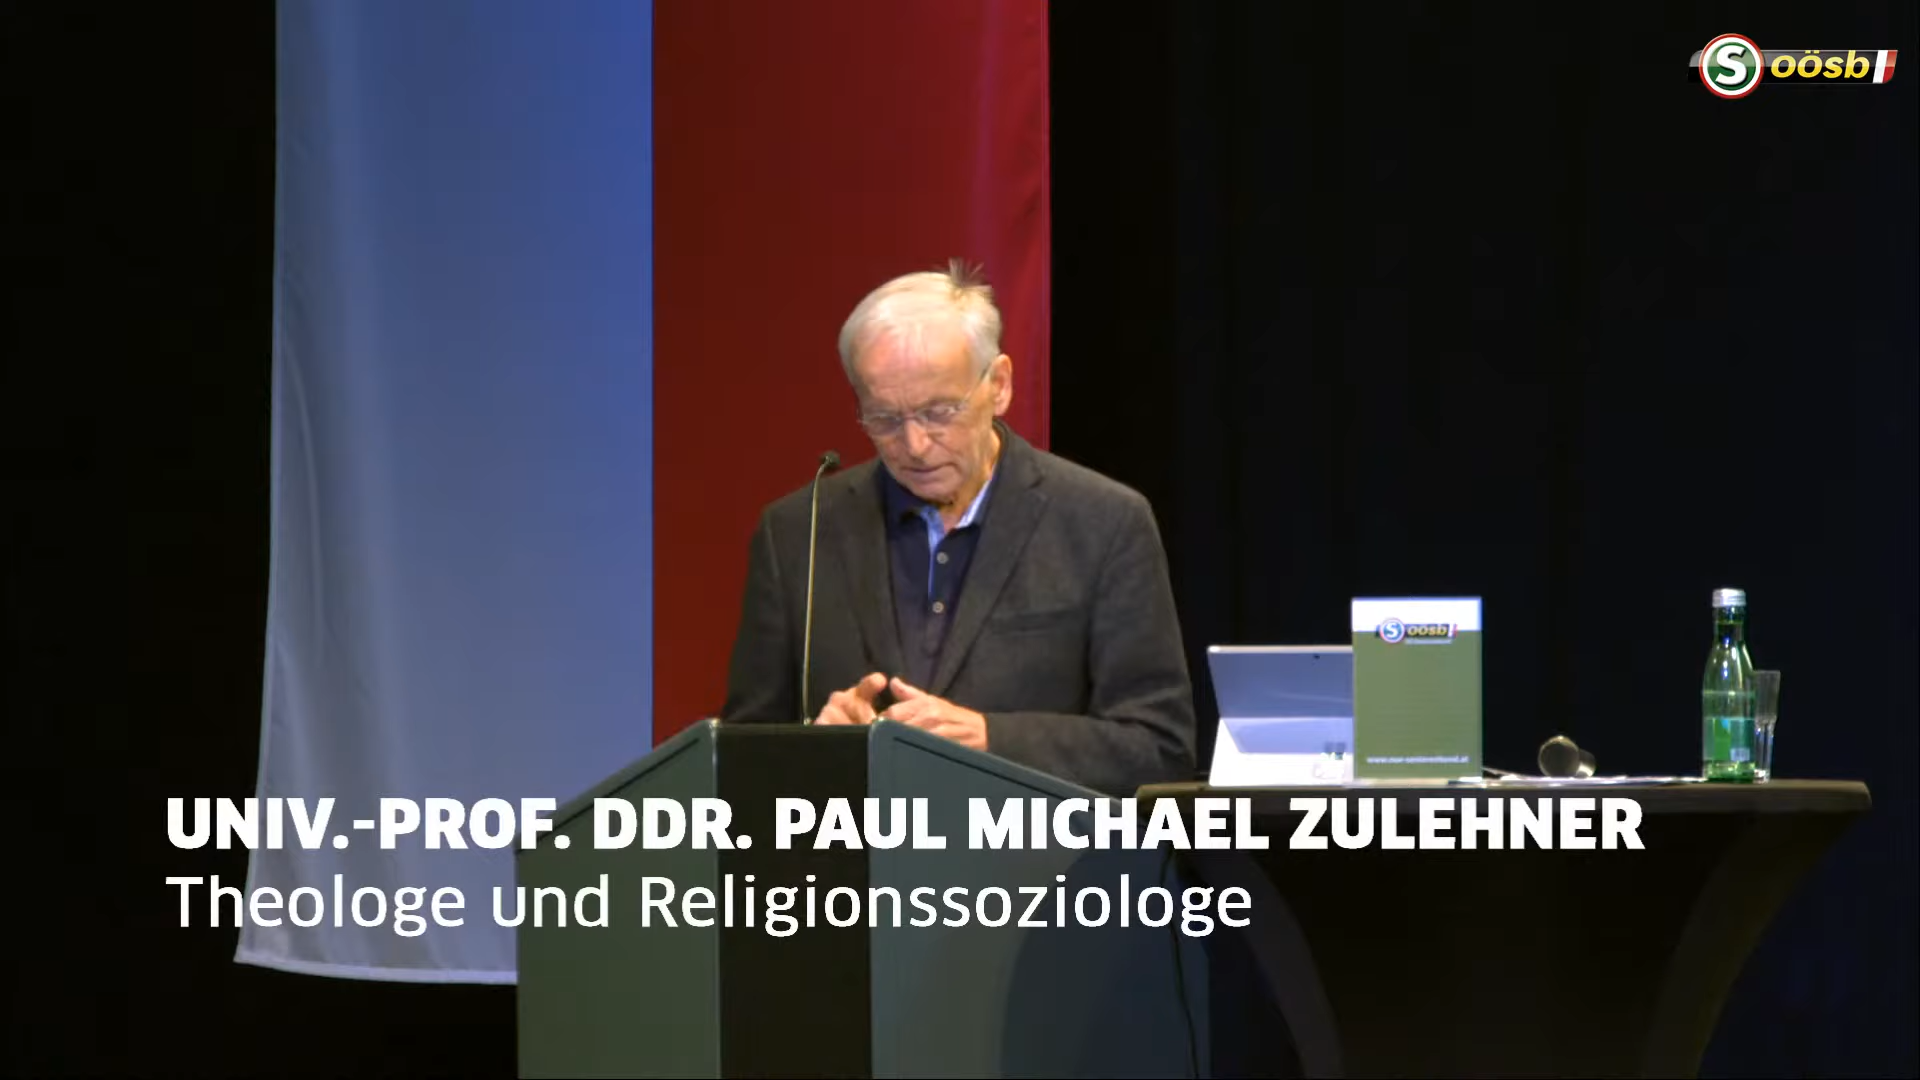 S oösb
S oösb
UNIV.-PROF. DDR. PAUL MICHAEL ZULEHNER
Theologe und Religionssoziologe